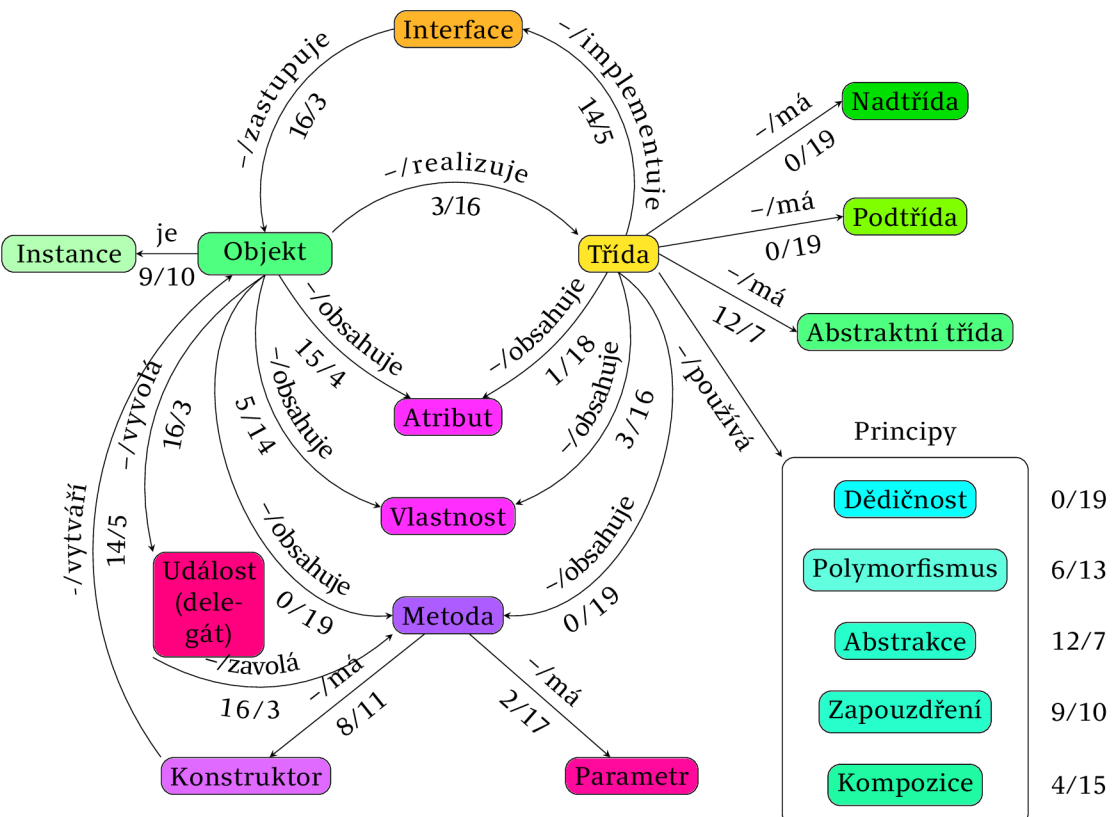 Interface
–/zastupuje
16/3
–/implementuje
14/5
Nadtřída
–/má
0/19
–/realizuje
3/16
–/má
0/19
Podtřída
Instance
je
9/10
Objekt
Třída
–/má
12/7
Abstraktní třída
–/obsahuje
15/4
–/obsahuje
1/18
–/používá
Atribut
–/vyvolá
16/3
–/obsahuje
5/14
–/obsahuje
3/16
Principy
Vlastnost
Dědičnost
0/19
-/vytváří
14/5
–/obsahuje
0/19
–/obsahuje
0/19
Událost
(dele-
gát)
Polymorfismus
6/13
Metoda
Abstrakce
12/7
–/zavolá
16/3
–/má
8/11
–/má
2/17
Zapouzdření
9/10
Konstruktor
Parametr
Kompozice
4/15